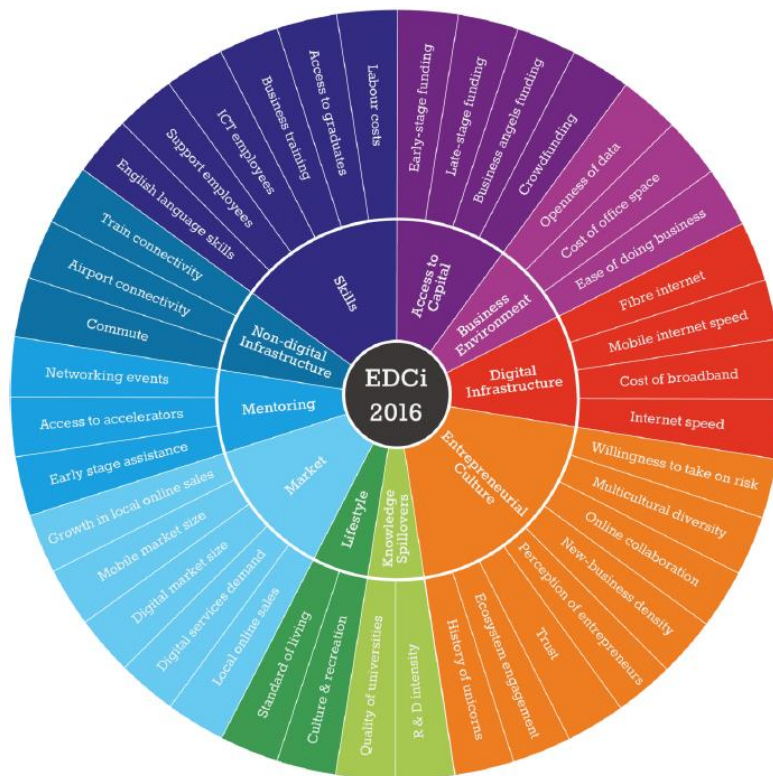 EDCi
2016
Access to
Capital
Early-stage funding
Late-stage funding
Business angels funding
Crowdfunding
Business
Environment
Openness of data
Cost of office space
Ease of doing business
Digital
Infrastructure
Fibre internet
Mobile internet speed
Cost of broadband
Internet speed
Entrepreneurial
Culture
Willingness to take on risk
Multicultural diversity
Online collaboration
New-business density
Perception of entrepreneurs
Trust
Ecosystem engagement
History of unicorns
Knowledge
Spillovers
R & D intensity
Quality of universities
Lifestyle
Culture & recreation
Standard of living
Market
Local online sales
Digital services demand
Digital market size
Mobile market size
Growth in local online sales
Mentoring
Early stage assistance
Access to accelerators
Networking events
Non-digital
Infrastructure
Commute
Airport connectivity
Train connectivity
Skills
English language skills
Support employees
ICT employees
Business training
Access to graduates
Labour costs